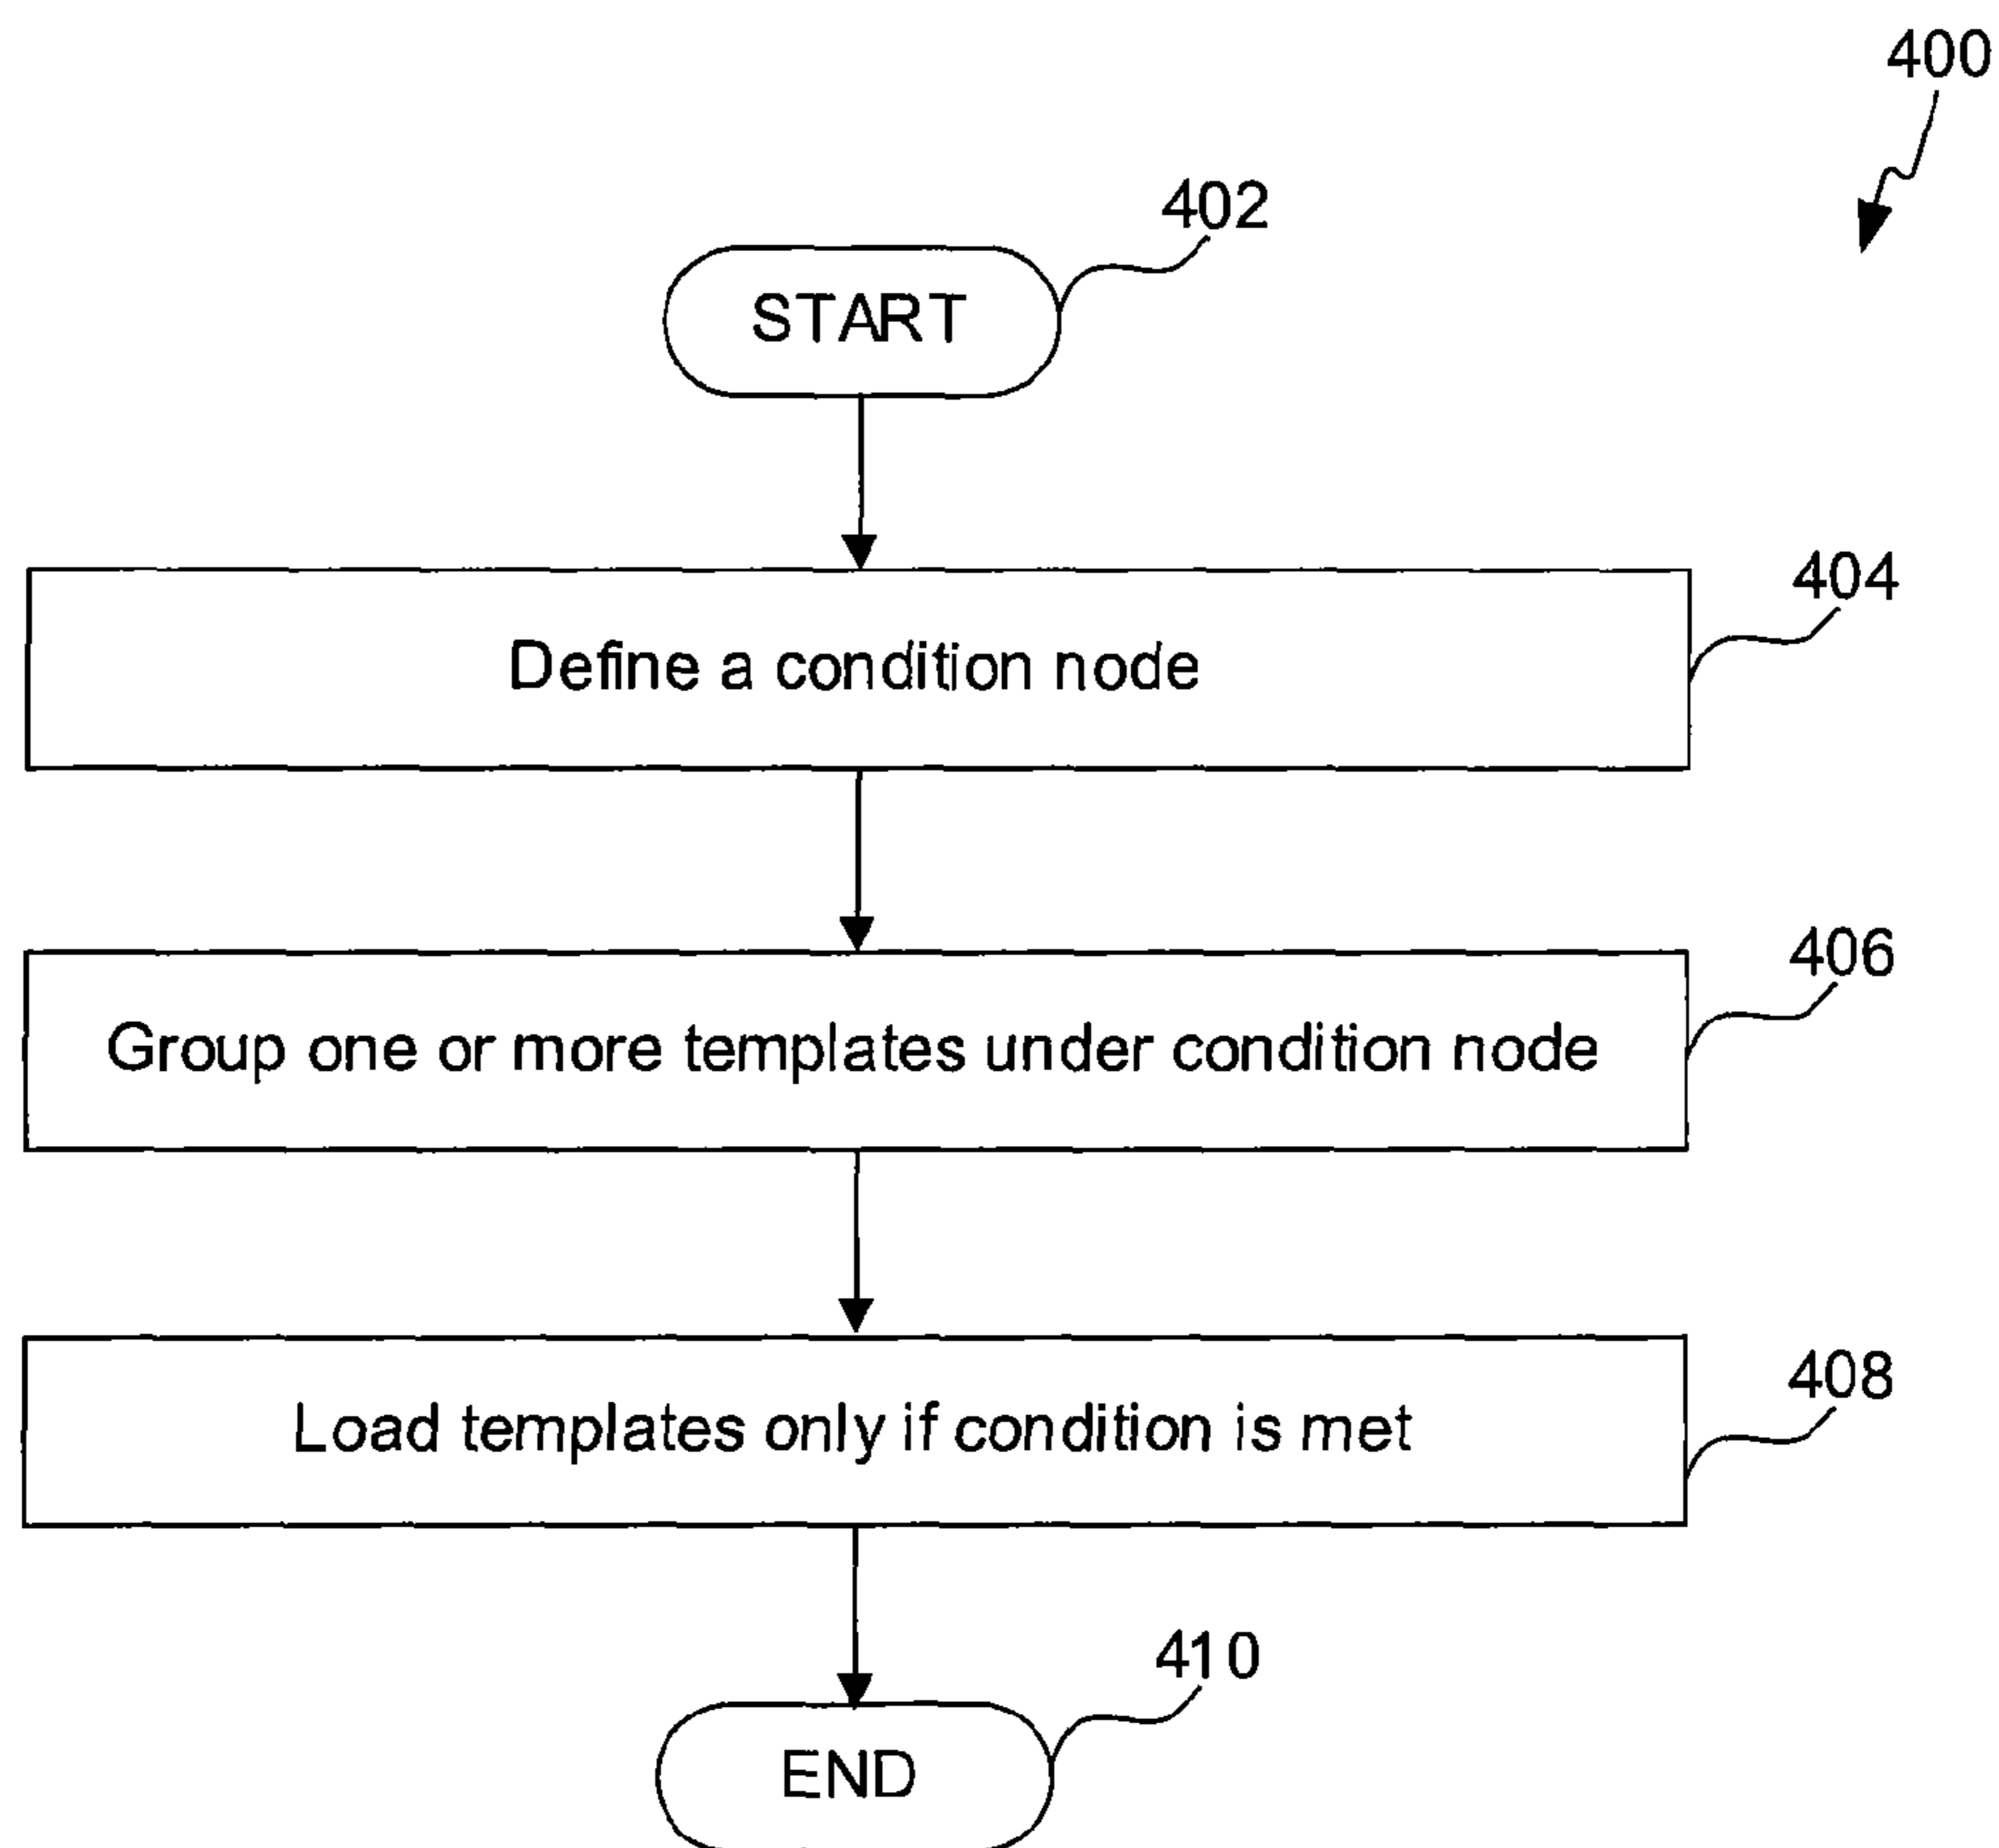 400
402
START
404
Define a condition node
406
Group one or more templates under condition node
408
Load templates only if condition is met
410
END